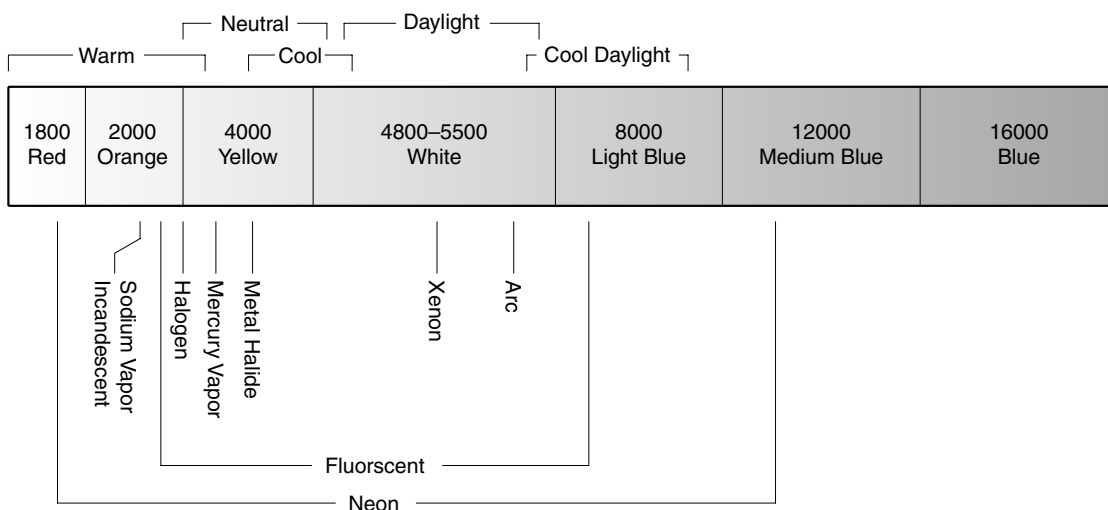 Neutral
Daylight
Warm
Cool
Cool Daylight
1800
Red
2000
Orange
4000
Yellow
4800–5500
White
8000
Light Blue
12000
Medium Blue
16000
Blue
Sodium Vapor
Incandescent
Halogen
Mercury Vapor
Metal Halide
Xenon
Arc
Fluorscent
Neon